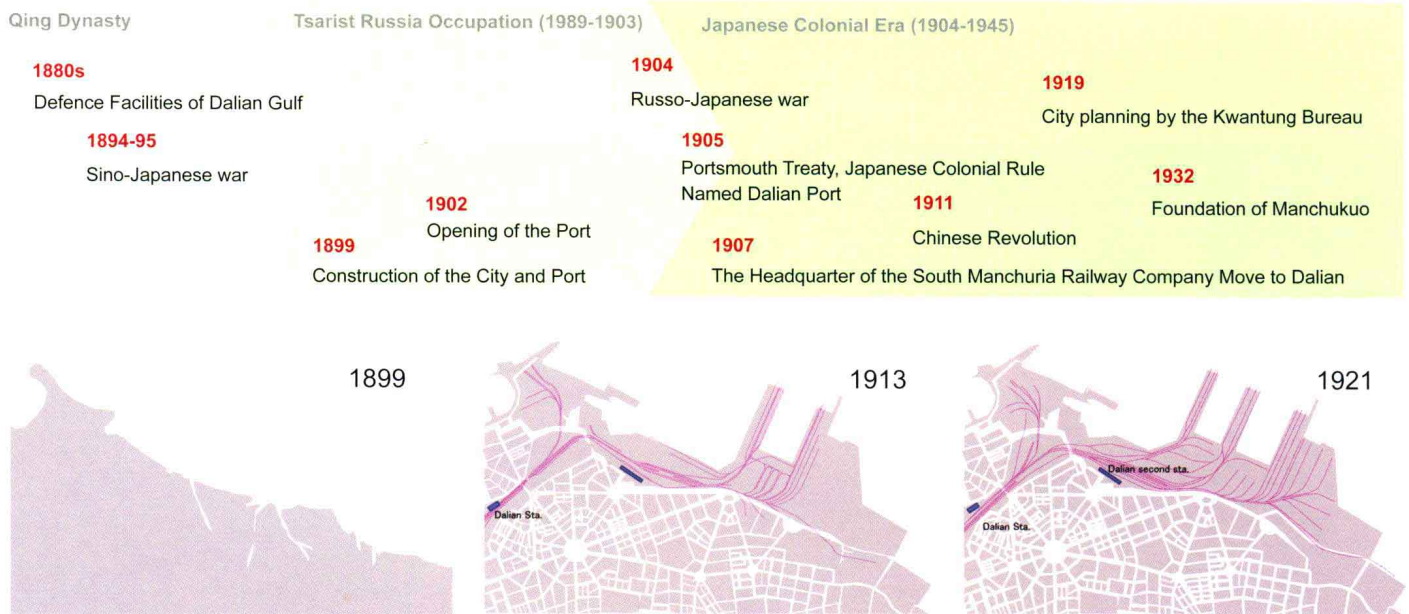 Qing Dynasty
Tsarist Russia Occupation (1989-1903)
Japanese Colonial Era (1904-1945)
1880s
Defence Facilities of Dalian Gulf
1894-95
Sino-Japanese war
1902
Opening of the Port
1899
Construction of the City and Port
1904
Russo-Japanese war
1905
Portsmouth Treaty, Japanese Colonial Rule
Named Dalian Port
1907
The Headquarter of the South Manchuria Railway Company Move to Dalian
1911
Chinese Revolution
1919
City planning by the Kwantung Bureau
1932
Foundation of Manchukuo
1899
1913
Dalian Sta.
1921
Dalian second sta.
Dalian Sta.